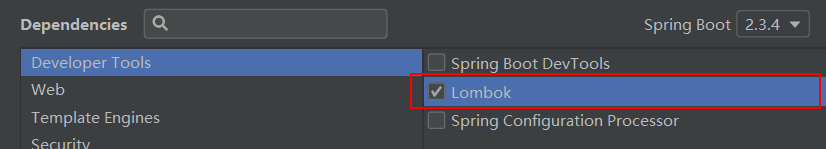 Dependencies Spring Boot 2.3.4
Developer Tools Spring Boot DevTools
Web Lombok
Template Engines Spring Configuration Processor
Security